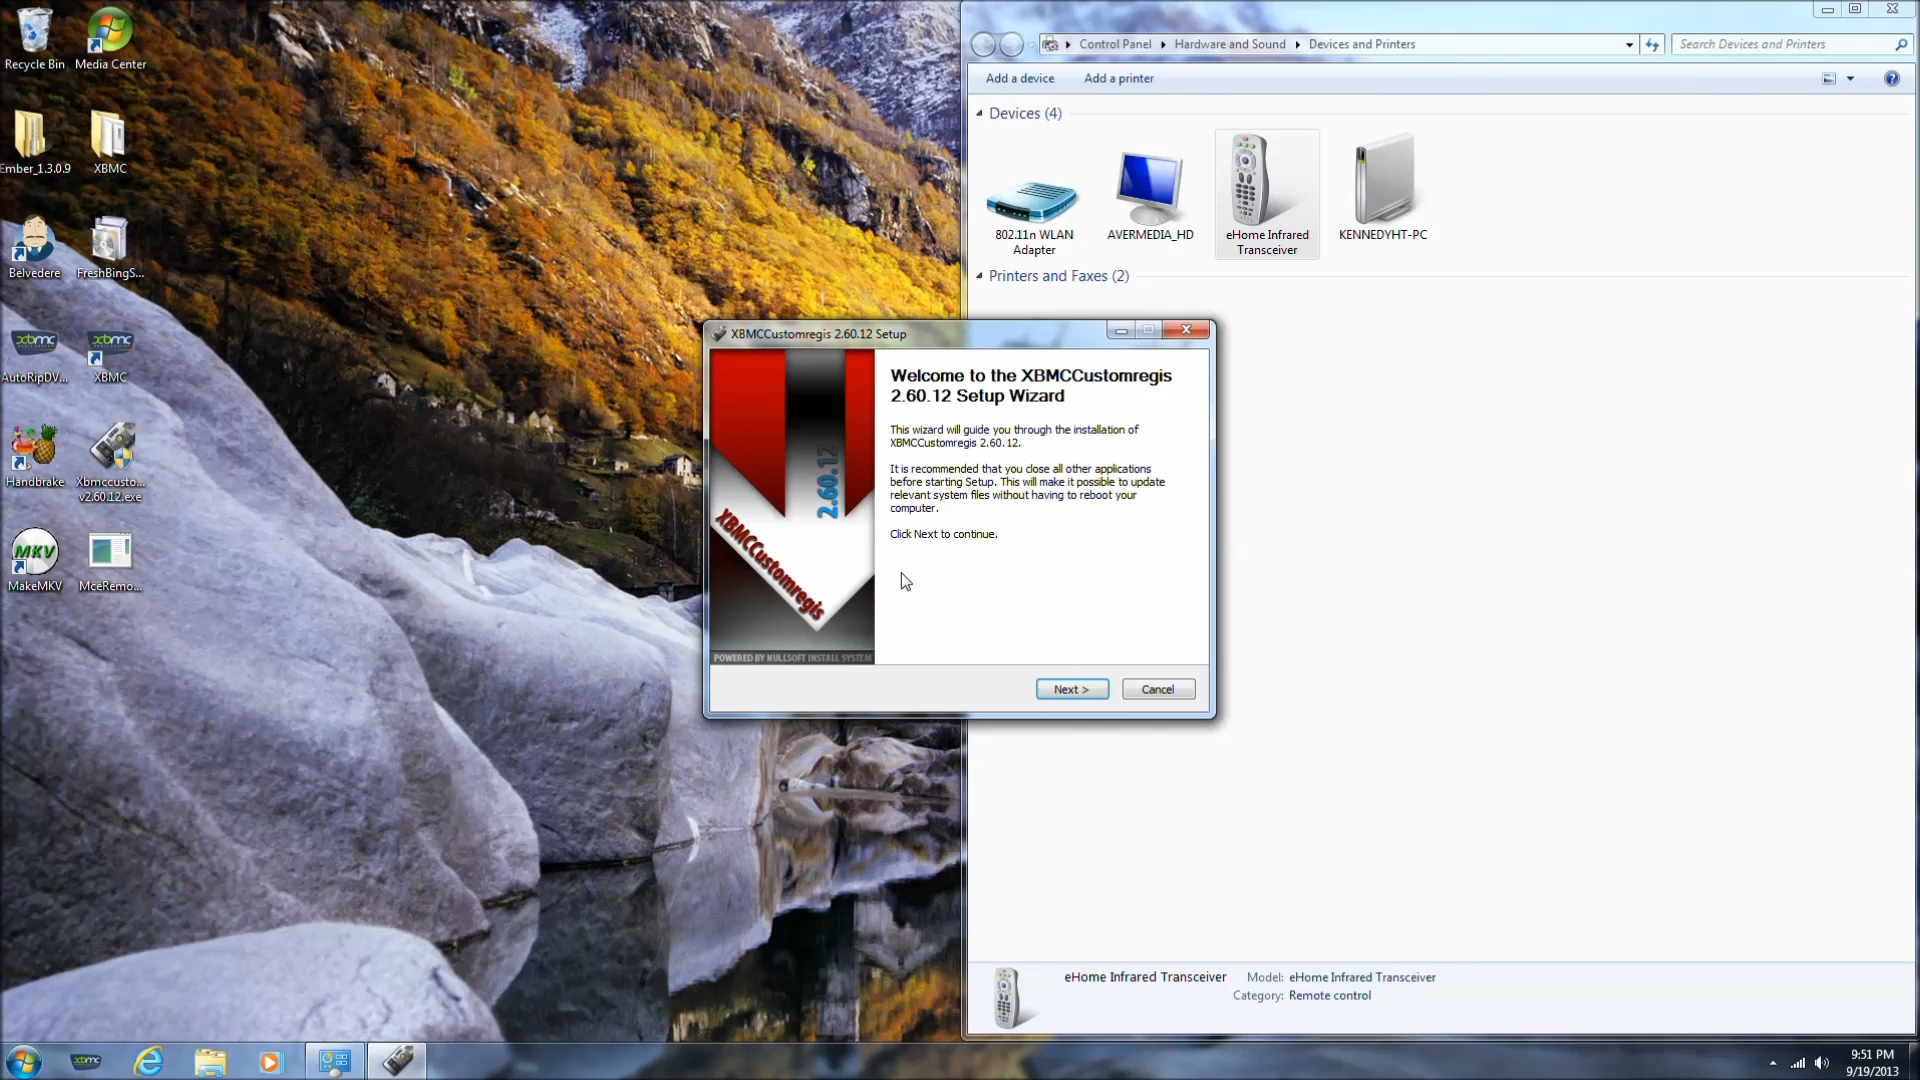 Recycle Bin
Media Center
Ember_1.3.0.9
XBMC
Belvedere
FreshBingS...
xbmc
xbmc
AutoRipDV...
XBMC
Handbrake
Xbmccusto...
v2.60.12.exe
MKV
MakeMKV
MceRemo...
Control Panel
Hardware and Sound
Devices and Printers
Search Devices and Printers
Add a device
Add a printer
Devices (4)
802.11n WLAN
Adapter
AVERMEDIA_HD
eHome Infrared
Transceiver
KENNEDYHT-PC
Printers and Faxes (2)
XBMCCustomregis 2.60.12 Setup
2.60.12
XBMCCustomregis
POWERED BY NULLSOFT INSTALL SYSTEM
Welcome to the XBMCCustomregis
2.60.12 Setup Wizard
This wizard will guide you through the installation of
XBMCCustomregis 2.60.12.
It is recommended that you close all other applications
before starting Setup. This will make it possible to update
relevant system files without having to reboot your
computer.
Click Next to continue.
Next >
Cancel
eHome Infrared Transceiver
Model: eHome Infrared Transceiver
Category: Remote control
xbmc
9:51 PM
9/19/2013